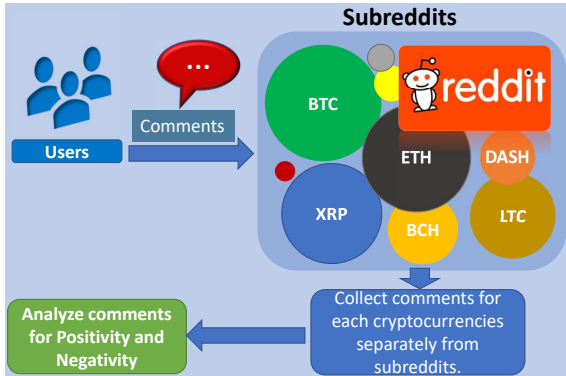 Subreddits
...
reddit
BTC
Comments
Users
ETH
DASH
XRP
BCH
LTC
Analyze comments
for Positivity and
Negativity
Collect comments for
each cryptocurrencies
separately from
subreddits.